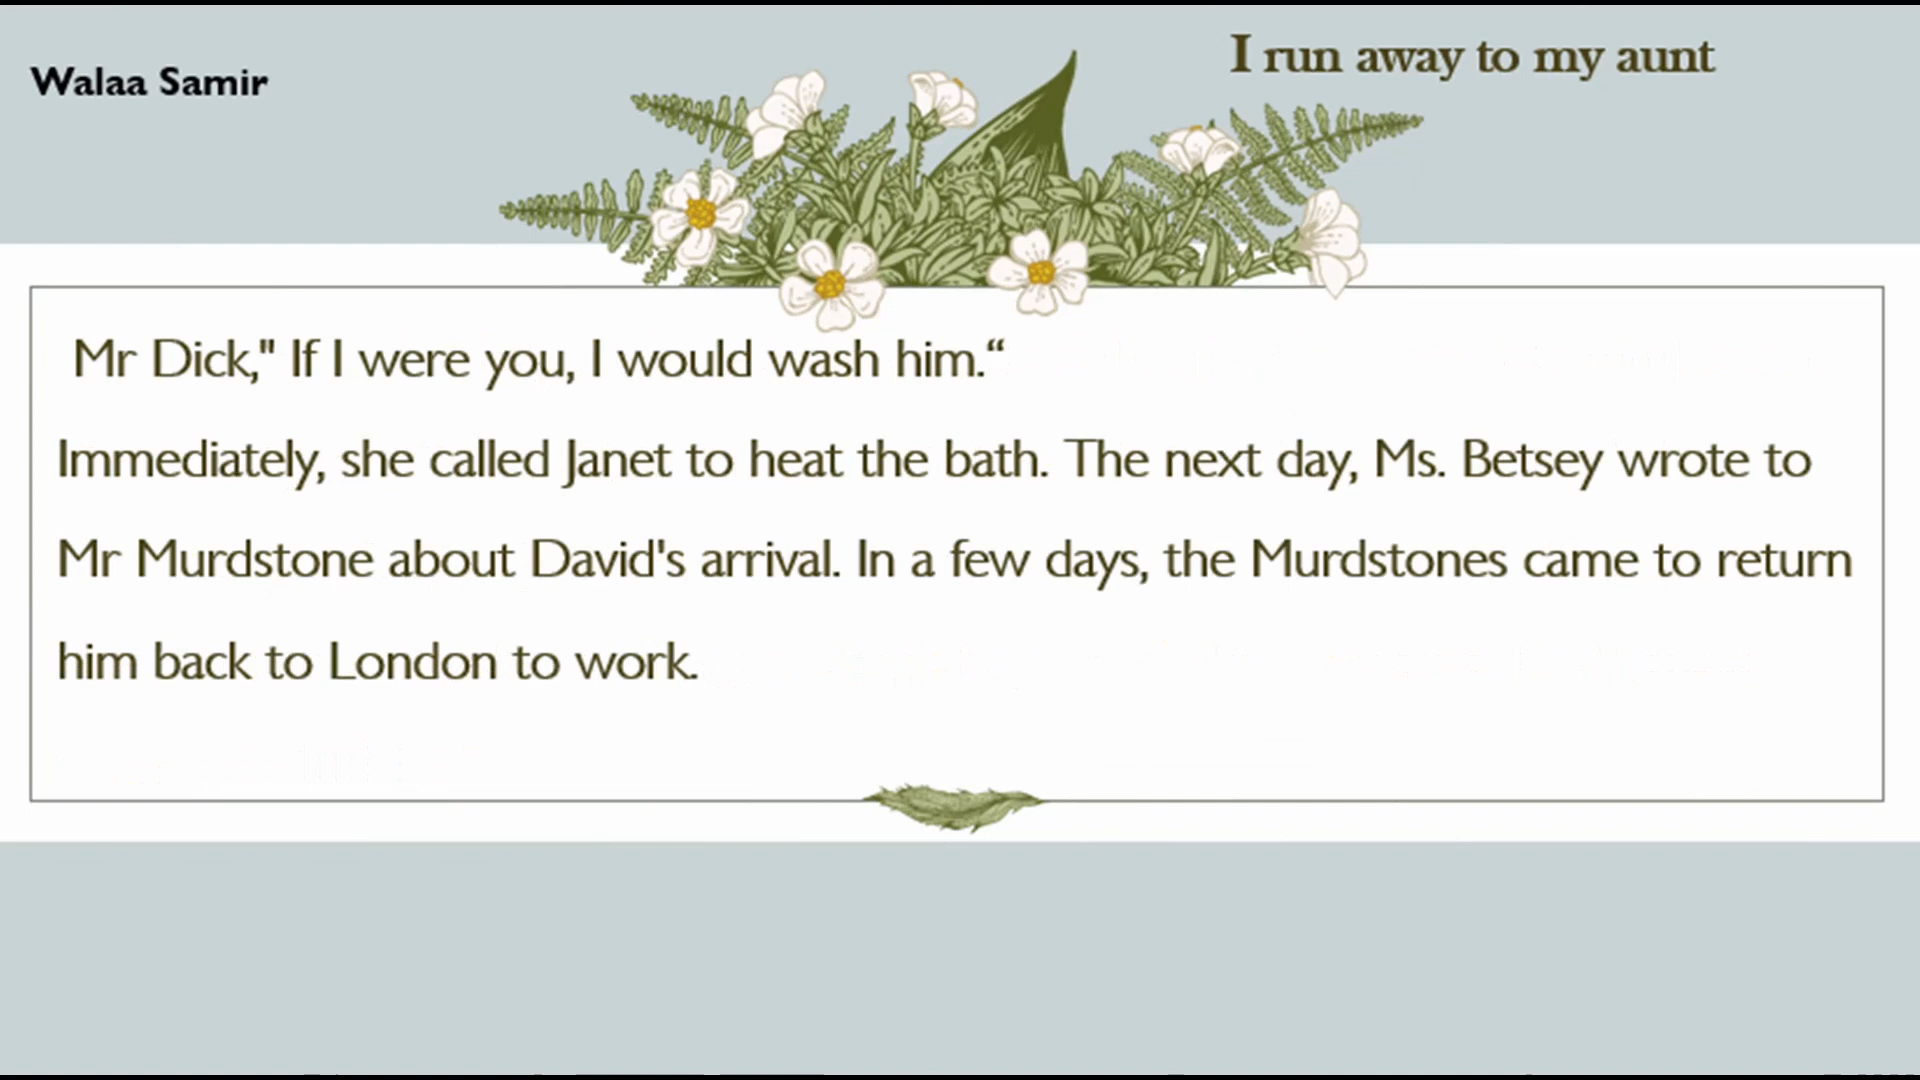 Walaa Samir
I run away to my aunt
Mr Dick," If I were you, I would wash him.“
Immediately, she called Janet to heat the bath. The next day, Ms. Betsey wrote to
Mr Murdstone about David's arrival. In a few days, the Murdstones came to return
him back to London to work.